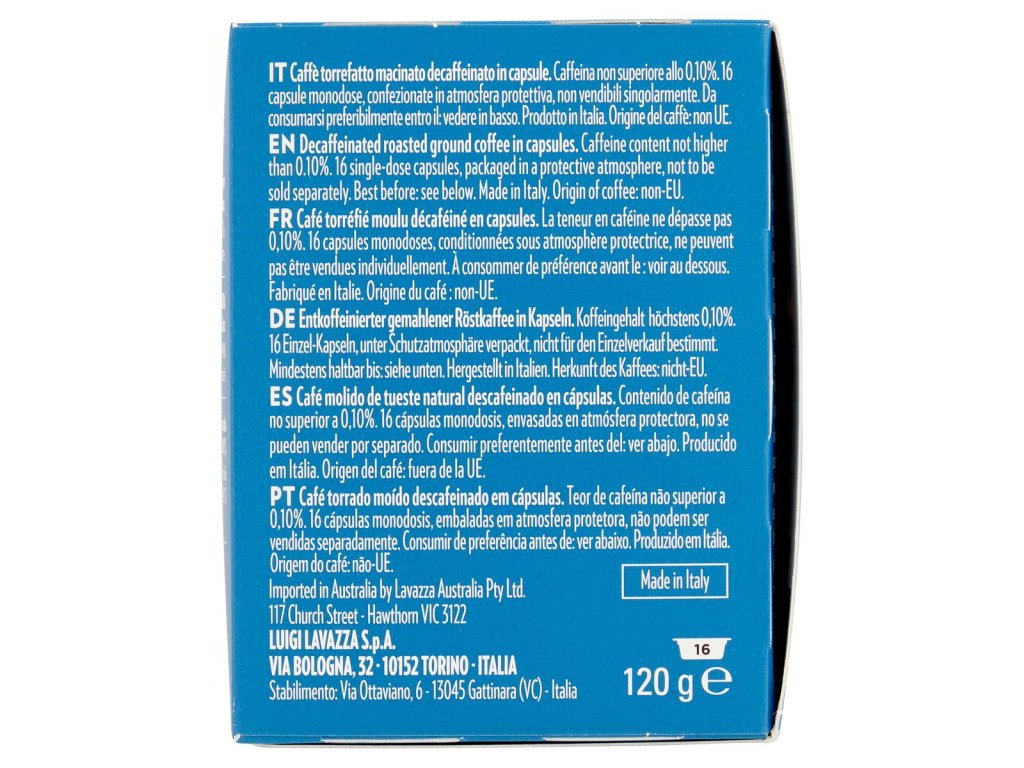 IT Caffè torrefatto macinato decaffeinato in capsule. Caffeina non superiore allo 0,10%. 16
capsule monodose, confezionate in atmosfera protettiva, non vendibili singolarmente. Da
consumarsi preferibilmente entro il: vedere in basso. Prodotto in Italia. Origine del caffè: non UE.
EN Decaffeinated roasted ground coffee in capsules. Caffeine content not higher
than 0.10%. 16 single-dose capsules, packaged in a protective atmosphere, not to be
sold separately. Best before: see below. Made in Italy. Origin of coffee: non-EU.
FR Café torréfié moulu décaféiné en capsules. La teneur en caféine ne dépasse pas
0,10%. 16 capsules monodoses, conditionnées sous atmosphère protectrice, ne peuvent
pas être vendues individuellement. À consommer de préférence avant le : voir au dessous.
Fabriqué en Italie. Origine du café : non-UE.
DE Entkoffeinierter gemahlener Röstkaffee in Kapseln. Koffeingehalt höchstens 0,10%.
16 Einzel-Kapseln, unter Schutzatmosphäre verpackt, nicht für den Einzelverkauf bestimmt.
Mindestens haltbar bis: siehe unten. Hergestellt in Italien. Herkunft des Kaffees: nicht-EU.
ES Café molido de tueste natural descafeinado en cápsulas. Contenido de cafeína
no superior a 0,10%. 16 cápsulas monodosis, envasadas en atmósfera protectora, no se
pueden vender por separado. Consumir preferentemente antes del: ver abajo. Producido
en Itália. Origen del café: fuera de la UE.
PT Café torrado moído descafeinado em cápsulas. Teor de cafeína não superior a
0,10%. 16 cápsulas monodosis, embaladas em atmosfera protetora, não podem ser
vendidas separadamente. Consumir de preferência antes de: ver abaixo. Produzido em Itália.
Origem do café: não-UE.
Imported in Australia by Lavazza Australia Pty Ltd.
117 Church Street - Hawthorn VIC 3122
Made in Italy
LUIGI LAVAZZA S.p.A.
VIA BOLOGNA, 32 - 10152 TORINO - ITALIA
Stabilimento: Via Ottaviano, 6 - 13045 Gattinara (VC) - Italia
16
120 g ℮